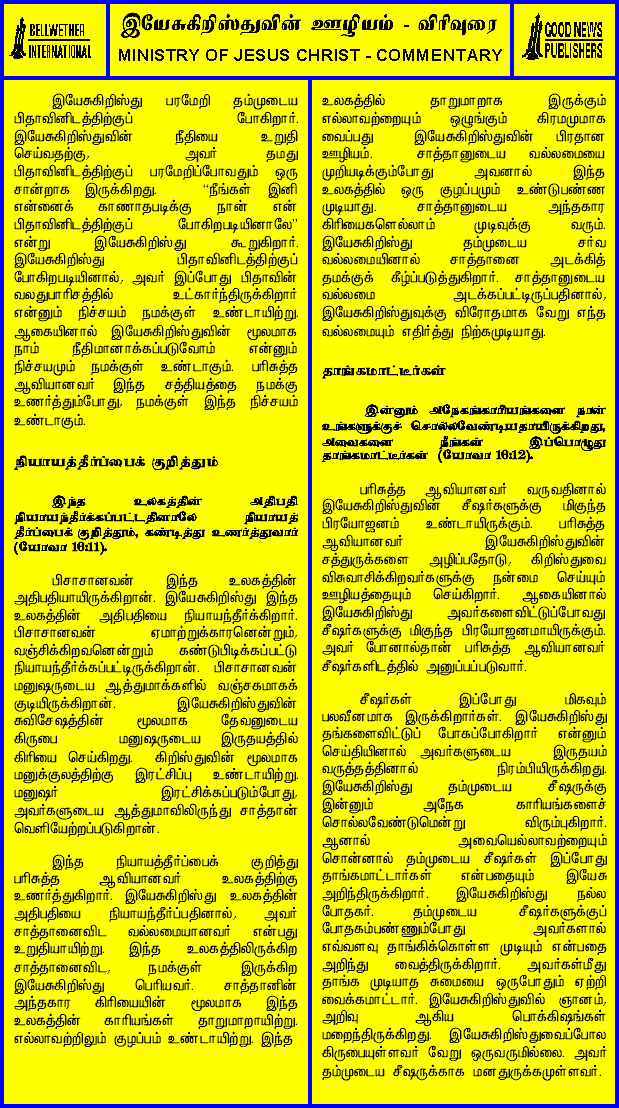 BELLWETHER
INTERNATIONAL
இயேசுகிறிஸ்துவின் ஊழியம் - விரிவுரை
MINISTRY OF JESUS CHRIST - COMMENTARY
GOOD NEWS
PUBLISHERS
இயேசுகிறிஸ்து பரமேறி தம்முடைய
பிதாவினிடத்திற்குப் போகிறார்.
இயேசுகிறிஸ்துவின் நீதியை உறுதி
செய்வதற்கு, அவர் தமது
பிதாவினிடத்திற்குப் பரமேறிப்போவதும் ஒரு
சான்றாக இருக்கிறது. “நீங்கள் இனி
என்னைக் காணாதபடிக்கு நான் என்
பிதாவினிடத்திற்குப் போகிறபடியினாலே”
என்று இயேசுகிறிஸ்து கூறுகிறார்.
இயேசுகிறிஸ்து பிதாவினிடத்திற்குப்
போகிறபடியினால், அவர் இப்போது பிதாவின்
வலதுபாரிசத்தில் உட்கார்ந்திருக்கிறார்
என்னும் நிச்சயம் நமக்குள் உண்டாயிற்று.
ஆகையினால் இயேசுகிறிஸ்துவின் மூலமாக
நாம் நீதிமானாக்கப்படுவோம் என்னும்
நிச்சயமும் நமக்குள் உண்டாகும். பரிசுத்த
ஆவியானவர் இந்த சத்தியத்தை நமக்கு
உணர்த்தும்போது, நமக்குள் இந்த நிச்சயம்
உண்டாகும்.
நியாயத்தீர்ப்பைக் குறித்தும்
இந்த உலகத்தின் அதிபதி
நியாயந்தீர்க்கப்பட்டதினாலே நியாயத்
தீர்ப்பைக் குறித்தும், கண்டித்து உணர்த்துவார்
(யோவா 16:11).
பிசாசானவன் இந்த உலகத்தின்
அதிபதியாயிருக்கிறான். இயேசுகிறிஸ்து இந்த
உலகத்தின் அதிபதியை நியாயந்தீர்க்கிறார்.
பிசாசானவன் ஏமாற்றுக்காரனென்றும்,
வஞ்சிக்கிறவனென்றும் கண்டுபிடிக்கப்பட்டு
நியாயந்தீர்க்கப்பட்டிருக்கிறான். பிசாசானவன்
மனுஷருடைய ஆத்துமாக்களில் வஞ்சகமாகக்
குடியிருக்கிறான். இயேசுகிறிஸ்துவின்
சுவிசேஷத்தின் மூலமாக தேவனுடைய
கிருபை மனுஷருடைய இருதயத்தில்
கிரியை செய்கிறது. கிறிஸ்துவின் மூலமாக
மனுக்குலத்திற்கு இரட்சிப்பு உண்டாயிற்று.
மனுஷர் இரட்சிக்கப்படும்போது,
அவர்களுடைய ஆத்துமாவிலிருந்து சாத்தான்
வெளியேற்றப்படுகிறான்.
இந்த நியாயத்தீர்ப்பைக் குறித்து
பரிசுத்த ஆவியானவர் உலகத்திற்கு
உணர்த்துகிறார். இயேசுகிறிஸ்து உலகத்தின்
அதிபதியை நியாயந்தீர்ப்பதினால், அவர்
சாத்தானைவிட வல்லமையானவர் என்பது
உறுதியாயிற்று. இந்த உலகத்திலிருக்கிற
சாத்தானைவிட, நமக்குள் இருக்கிற
இயேசுகிறிஸ்து பெரியவர். சாத்தானின்
அந்தகார கிரியையின் மூலமாக இந்த
உலகத்தின் காரியங்கள் தாறுமாறாயிற்று.
எல்லாவற்றிலும் குழப்பம் உண்டாயிற்று. இந்த
உலகத்தில் தாறுமாறாக இருக்கும்
எல்லாவற்றையும் ஒழுங்கும் கிரமமுமாக
வைப்பது இயேசுகிறிஸ்துவின் பிரதான
ஊழியம். சாத்தானுடைய வல்லமையை
முறியடிக்கும்போது அவனால் இந்த
உலகத்தில் ஒரு குழப்பமும் உண்டுபண்ண
முடியாது. சாத்தானுடைய அந்தகார
கிரியைகளெல்லாம் முடிவுக்கு வரும்.
இயேசுகிறிஸ்து தம்முடைய சர்வ
வல்லமையினால் சாத்தானை அடக்கித்
தமக்குக் கீழ்ப்படுத்துகிறார். சாத்தானுடைய
வல்லமை அடக்கப்பட்டிருப்பதினால்,
இயேசுகிறிஸ்துவுக்கு விரோதமாக வேறு எந்த
வல்லமையும் எதிர்த்து நிற்கமுடியாது.
தாங்கமாட்டீர்கள்
இன்னும் அநேகங்காரியங்களை நான்
உங்களுக்குச் சொல்லவேண்டியதாயிருக்கிறது,
அவைகளை நீங்கள் இப்பொழுது
தாங்கமாட்டீர்கள் (யோவா 16:12).
பரிசுத்த ஆவியானவர் வருவதினால்
இயேசுகிறிஸ்துவின் சீஷர்களுக்கு மிகுந்த
பிரயோஜனம் உண்டாயிருக்கும். பரிசுத்த
ஆவியானவர் இயேசுகிறிஸ்துவின்
சத்துருக்களை அழிப்பதோடு, கிறிஸ்துவை
விசுவாசிக்கிறவர்களுக்கு நன்மை செய்யும்
ஊழியத்தையும் செய்கிறார். ஆகையினால்
இயேசுகிறிஸ்து அவர்களைவிட்டுப்போவது
சீஷர்களுக்கு மிகுந்த பிரயோஜனமாயிருக்கும்.
அவர் போனால்தான் பரிசுத்த ஆவியானவர்
சீஷர்களிடத்தில் அனுப்பப்படுவார்.
சீஷர்கள் இப்போது மிகவும்
பலவீனமாக இருக்கிறார்கள். இயேசுகிறிஸ்து
தங்களைவிட்டுப் போகப்போகிறார் என்னும்
செய்தியினால் அவர்களுடைய இருதயம்
வருத்தத்தினால் நிரம்பியிருக்கிறது.
இயேசுகிறிஸ்து தம்முடைய சீஷருக்கு
இன்னும் அநேக காரியங்களைச்
சொல்லவேண்டுமென்று விரும்புகிறார்.
ஆனால் அவையெல்லாவற்றையும்
சொன்னால் தம்முடைய சீஷர்கள் இப்போது
தாங்கமாட்டார்கள் என்பதையும் இயேசு
அறிந்திருக்கிறார். இயேசுகிறிஸ்து நல்ல
போதகர். தம்முடைய சீஷர்களுக்குப்
போதகம்பண்ணும்போது அவர்களால்
எவ்வளவு தாங்கிக்கொள்ள முடியும் என்பதை
அறிந்து வைத்திருக்கிறார். அவர்கள்மீது
தாங்க முடியாத சுமையை ஒருபோதும் ஏற்றி
வைக்கமாட்டார். இயேசுகிறிஸ்துவில் ஞானம்,
அறிவு ஆகிய பொக்கிஷங்கள்
மறைந்திருக்கிறது. இயேசுகிறிஸ்துவைப்போல
கிருபையுள்ளவர் வேறு ஒருவருமில்லை. அவர்
தம்முடைய சீஷருக்காக மனதுருக்கமுள்ளவர்.